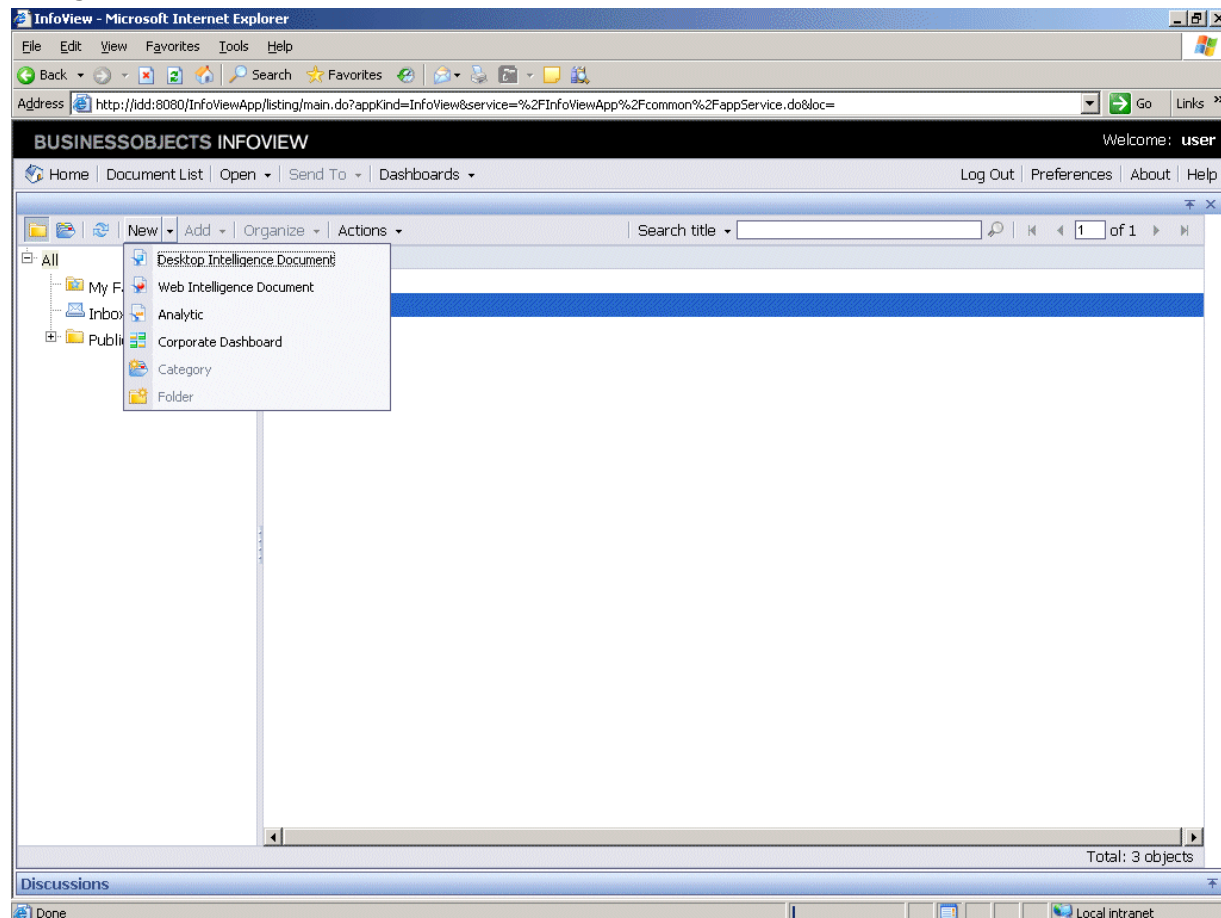 InfoView - Microsoft Internet Explorer
File Edit View Favorites Tools Help
Back Search Favorites
Address http://idd:8080/InfoViewApp/listing/main.do?appKind=InfoView&service=%2FInfoViewApp%2Fcommon%2FappService.do&loc= Go Links »
BUSINESSOBJECTS INFOVIEW Welcome: user
Home Document List Open Send To Dashboards Log Out Preferences About Help
New Add Organize Actions Search title 1 of 1
All
Desktop Intelligence Document
My F
Web Intelligence Document
Inbox
Analytic
Publi
Corporate Dashboard
Category
Folder
Total: 3 objects
Discussions
Done Local intranet